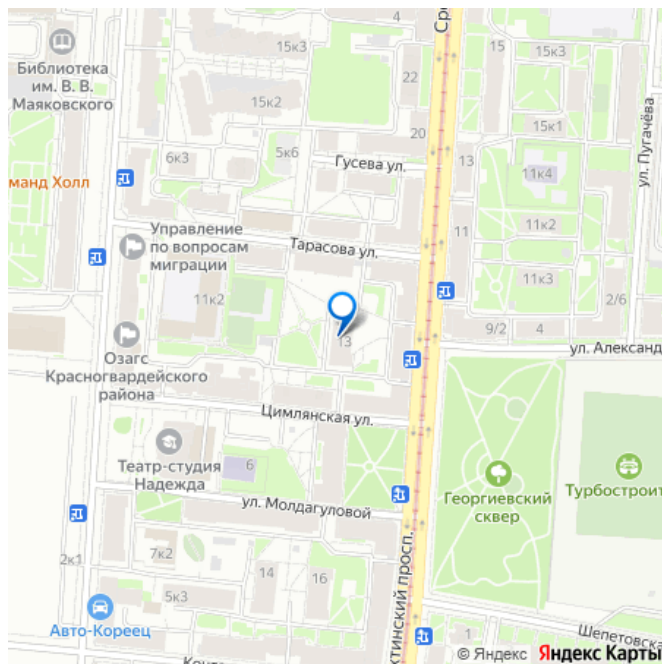 4
Сре
15к3
15
15к3
Библиотека
им. В. В.
Маяковского
22
15к2
ул. Пугачёва
20
15к1
6к3
5к6
Гусева ул.
13
11к4
манд Холл
Управление
по вопросам
миграции
Тарасова ул.
11
11к2
11к3
11к2
2/6
13
9/2
4
ул. Александ
Озагс
Красногвардейского
района
Цимлянская ул.
Театр-студия
Надежда
6
Георгиевский
сквер
Турбостроит
ул. Молдагуловой
ктинский просп.
2к1
7к2
14
16
5к3
Авто-Кореец
1
Шепетовска
Конт
© Яндекс Яндекс Карты